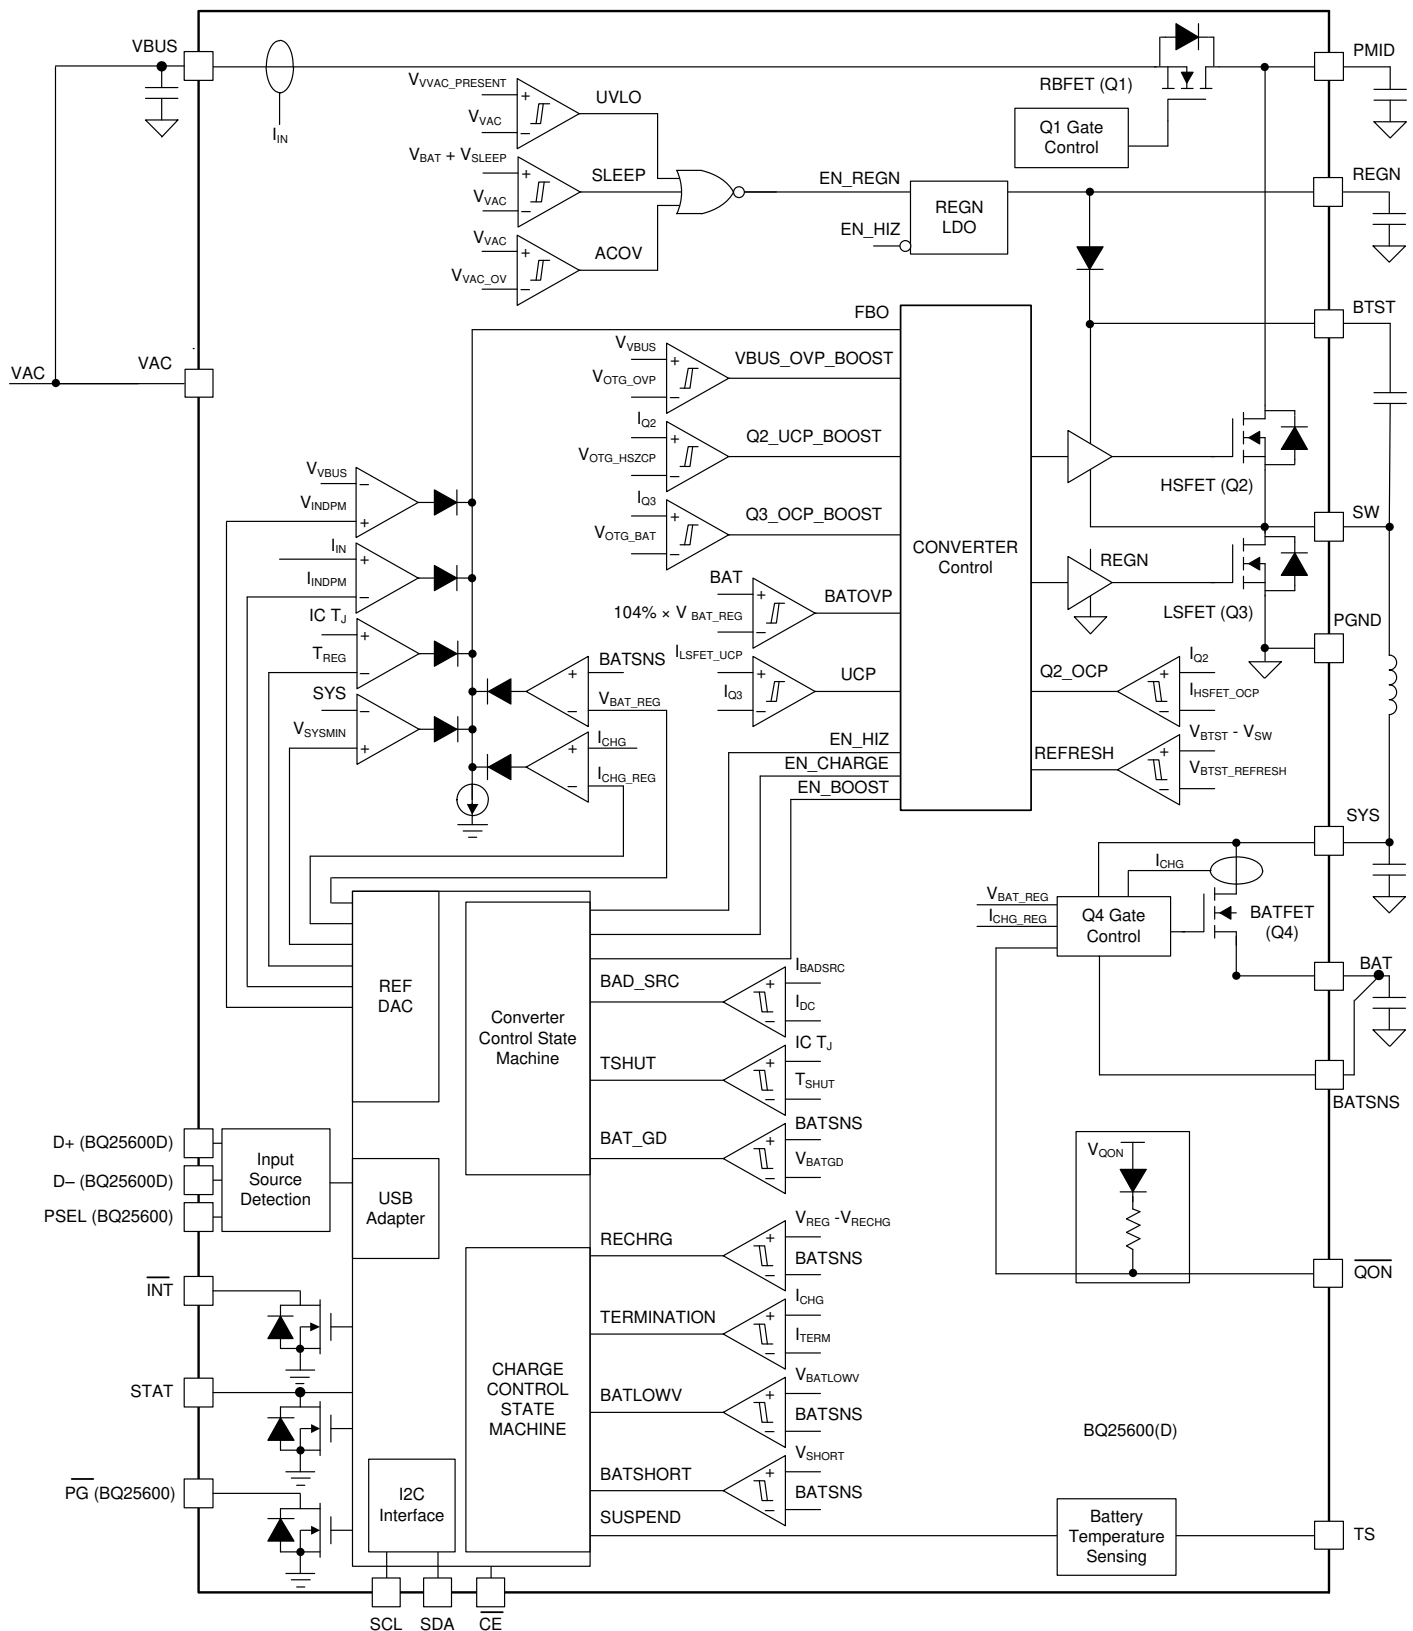 VBUS
I_IN
V_VVAC_PRESENT
V_VAC
UVLO
V_BAT + V_SLEEP
V_VAC
SLEEP
V_VAC
V_VAC_OV
ACOV
RBFET (Q1)
Q1 Gate
Control
PMID
EN_REGN
EN_HIZ
REGN
LDO
REGN
BTST
VAC
VAC
FBO
V_VBUS
V_OTG_OVP
VBUS_OVP_BOOST
I_Q2
V_OTG_HSZCP
Q2_UCP_BOOST
I_Q3
V_OTG_BAT
Q3_OCP_BOOST
BAT
104% × V_BAT_REG
BATOVP
I_LSFET_UCP
I_Q3
UCP
CONVERTER
Control
HSFET (Q2)
SW
REGN
LSFET (Q3)
PGND
Q2_OCP
I_Q2
I_HSFET_OCP
REFRESH
V_BTST - V_SW
V_BTST_REFRESH
V_VBUS
V_INDPM
I_IN
I_INDPM
IC T_J
T_REG
SYS
V_SYSMIN
BATSNS
V_BAT_REG
I_CHG
I_CHG_REG
EN_HIZ
EN_CHARGE
EN_BOOST
SYS
I_CHG
V_BAT_REG
I_CHG_REG
Q4 Gate
Control
BATFET
(Q4)
BAT
BATSNS
REF
DAC
Converter
Control State
Machine
BAD_SRC
I_BADSRC
I_DC
TSHUT
IC T_J
T_SHUT
BAT_GD
BATSNS
V_BATGD
V_QON
QON
D+ (BQ25600D)
D– (BQ25600D)
PSEL (BQ25600)
Input
Source
Detection
USB
Adapter
RECHRG
V_REG -V_RECHG
BATSNS
TERMINATION
I_CHG
I_TERM
BATLOWV
V_BATLOWV
BATSNS
BATSHORT
V_SHORT
BATSNS
SUSPEND
CHARGE
CONTROL
STATE
MACHINE
INT
STAT
PG (BQ25600)
I2C
Interface
BQ25600(D)
Battery
Temperature
Sensing
TS
SCL
SDA
CE